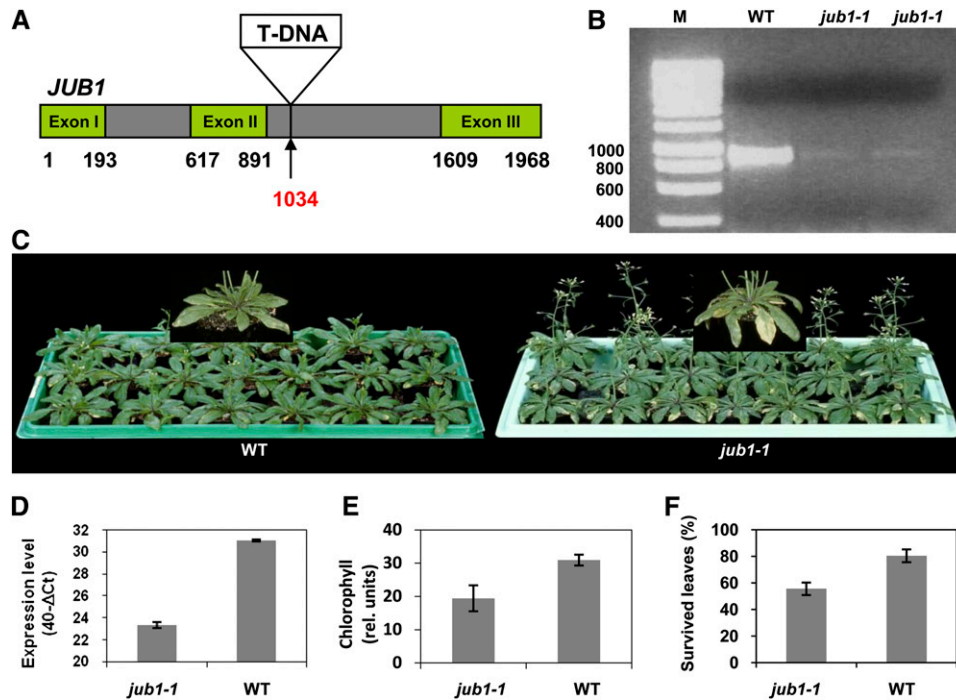 A
T-DNA
JUB1
Exon I
Exon II
Exon III
1 193 617 891 1609 1968
1034
B
M WT jub1-1 jub1-1
1000
800
600
400
C
WT
jub1-1
D
Expression level
(40-ΔCt)
32
30
28
26
24
22
20
jub1-1 WT
E
Chlorophyll
(rel. units)
40
30
20
10
0
jub1-1 WT
F
Survived leaves (%)
100
80
60
40
20
0
jub1-1 WT